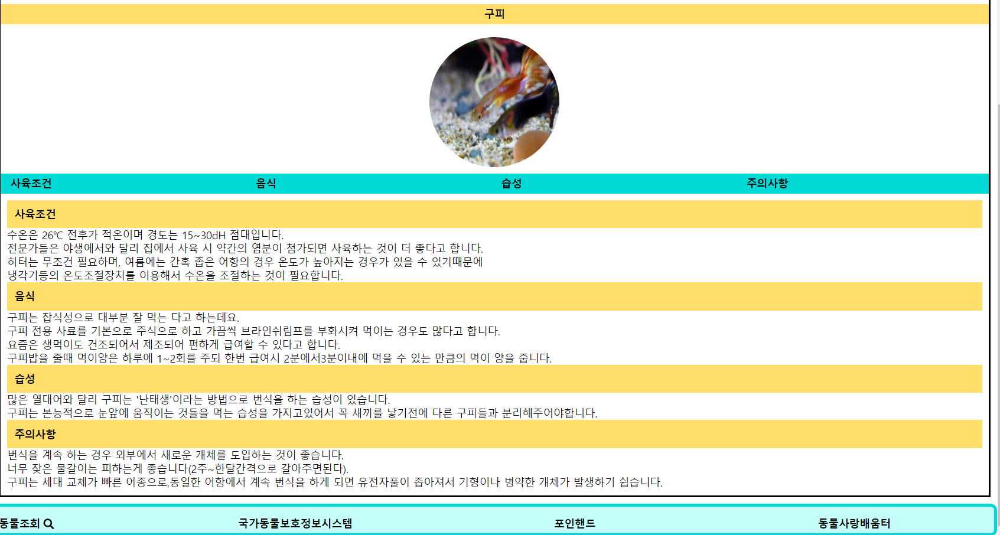 구피
사육조건 음식 습성 주의사항
사육조건
수온은 26℃ 전후가 적온이며 경도는 15~30dH 점대입니다.
전문가들은 야생에서와 달리 집에서 사육 시 약간의 염분이 첨가되면 사육하는 것이 더 좋다고 합니다.
히터는 무조건 필요하며, 여름에는 간혹 좁은 어항의 경우 온도가 높아지는 경우가 있을 수 있기때문에
냉각기등의 온도조절장치를 이용해서 수온을 조절하는 것이 필요합니다.
음식
구피는 잡식성으로 대부분 잘 먹는 다고 하는데요.
구피 전용 사료를 기본으로 주식으로 하고 가끔씩 브라인쉬림프를 부화시켜 먹이는 경우도 많다고 합니다.
요즘은 생먹이도 건조되어서 제조되어 편하게 급여할 수 있다고 합니다.
구피밥을 줄때 먹이양은 하루에 1~2회를 주되 한번 급여시 2분에서3분이내에 먹을 수 있는 만큼의 먹이 양을 줍니다.
습성
많은 열대어와 달리 구피는 '난태생'이라는 방법으로 번식을 하는 습성이 있습니다.
구피는 본능적으로 눈앞에 움직이는 것들을 먹는 습성을 가지고있어서 꼭 새끼를 낳기전에 다른 구피들과 분리해주어야합니다.
주의사항
번식을 계속 하는 경우 외부에서 새로운 개체를 도입하는 것이 좋습니다.
너무 잦은 물갈이는 피하는게 좋습니다(2주~한달간격으로 갈아주면된다).
구피는 세대 교체가 빠른 어종으로,동일한 어항에서 계속 번식을 하게 되면 유전자풀이 좁아져서 기형이나 병약한 개체가 발생하기 쉽습니다.
동물조회 국가동물보호정보시스템 포인핸드 동물사랑배움터